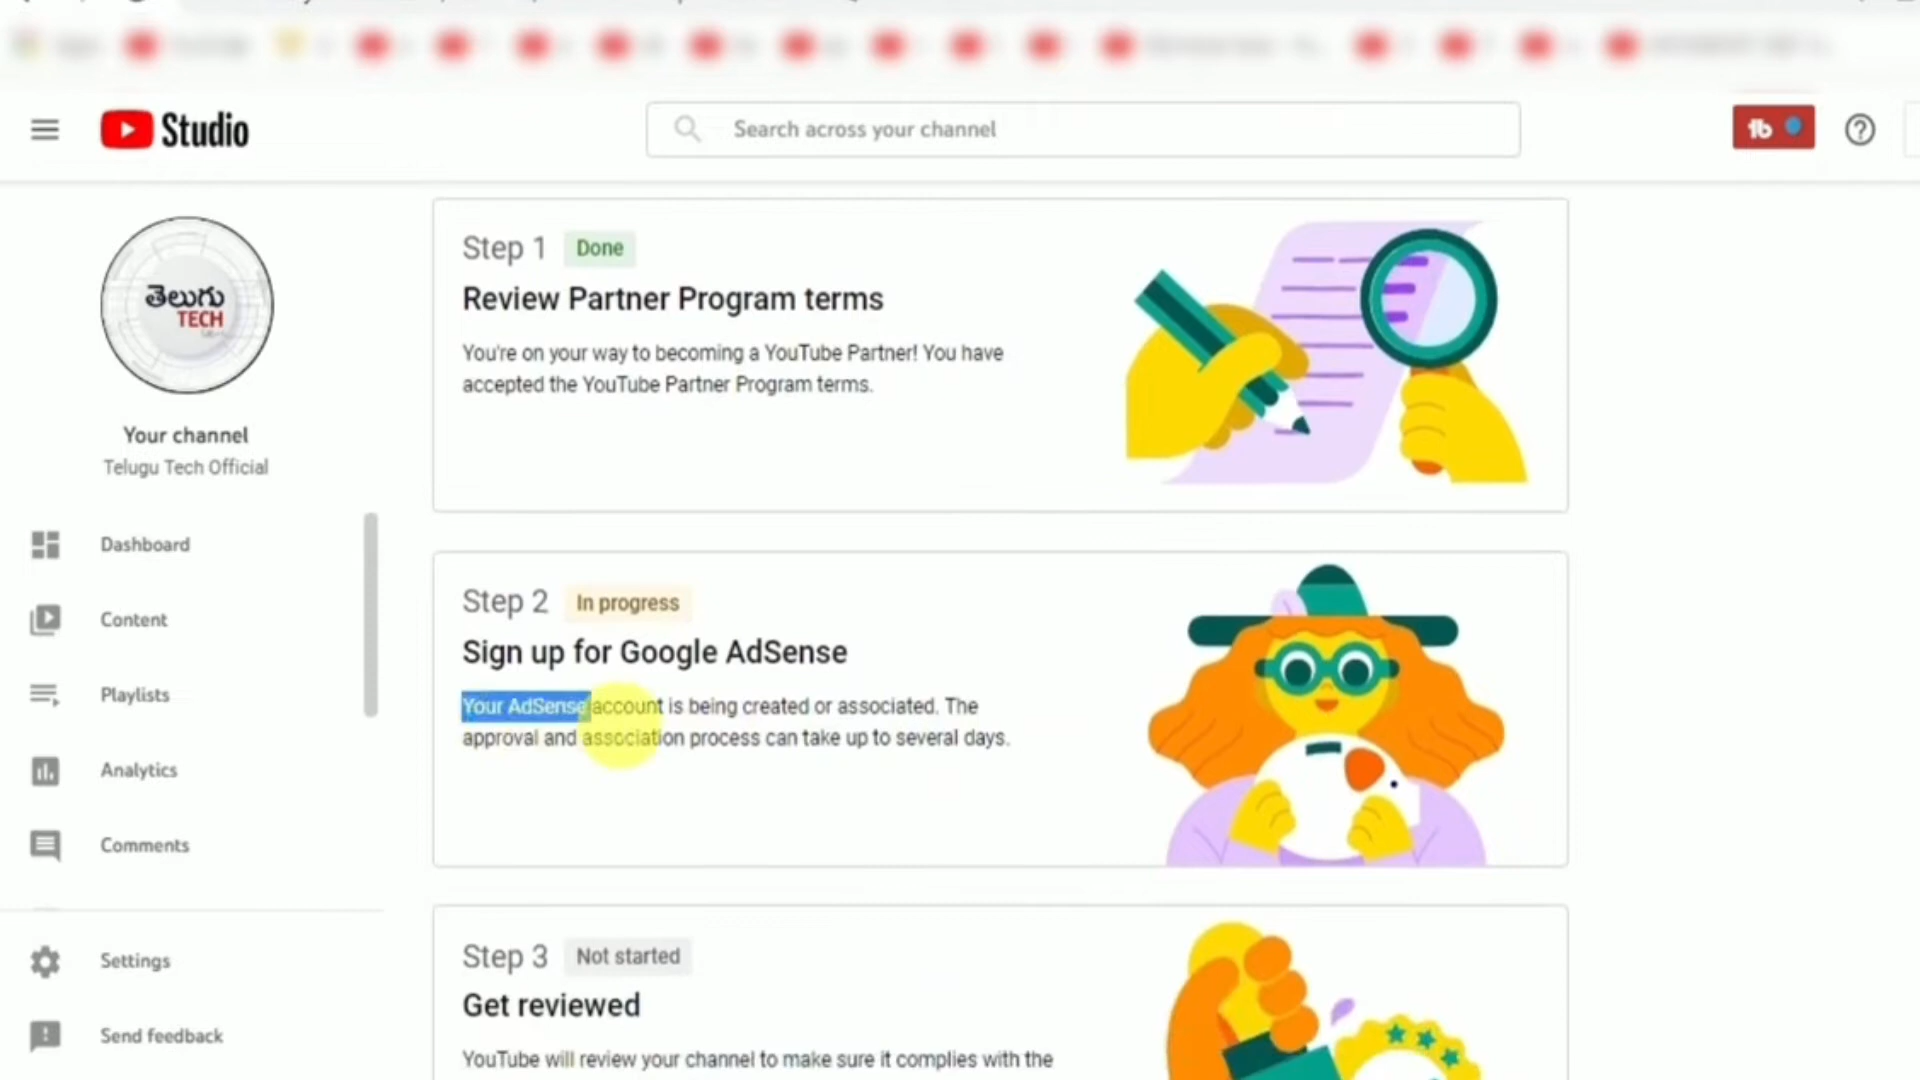 Studio
Search across your channel
తెలుగు
TECH
Your channel
Telugu Tech Official
Dashboard
Content
Playlists
Analytics
Comments
Settings
Send feedback
Step 1 Done
Review Partner Program terms
You're on your way to becoming a YouTube Partner! You have
accepted the YouTube Partner Program terms.
Step 2 In progress
Sign up for Google AdSense
Your AdSense account is being created or associated. The
approval and association process can take up to several days.
Step 3 Not started
Get reviewed
YouTube will review your channel to make sure it complies with the